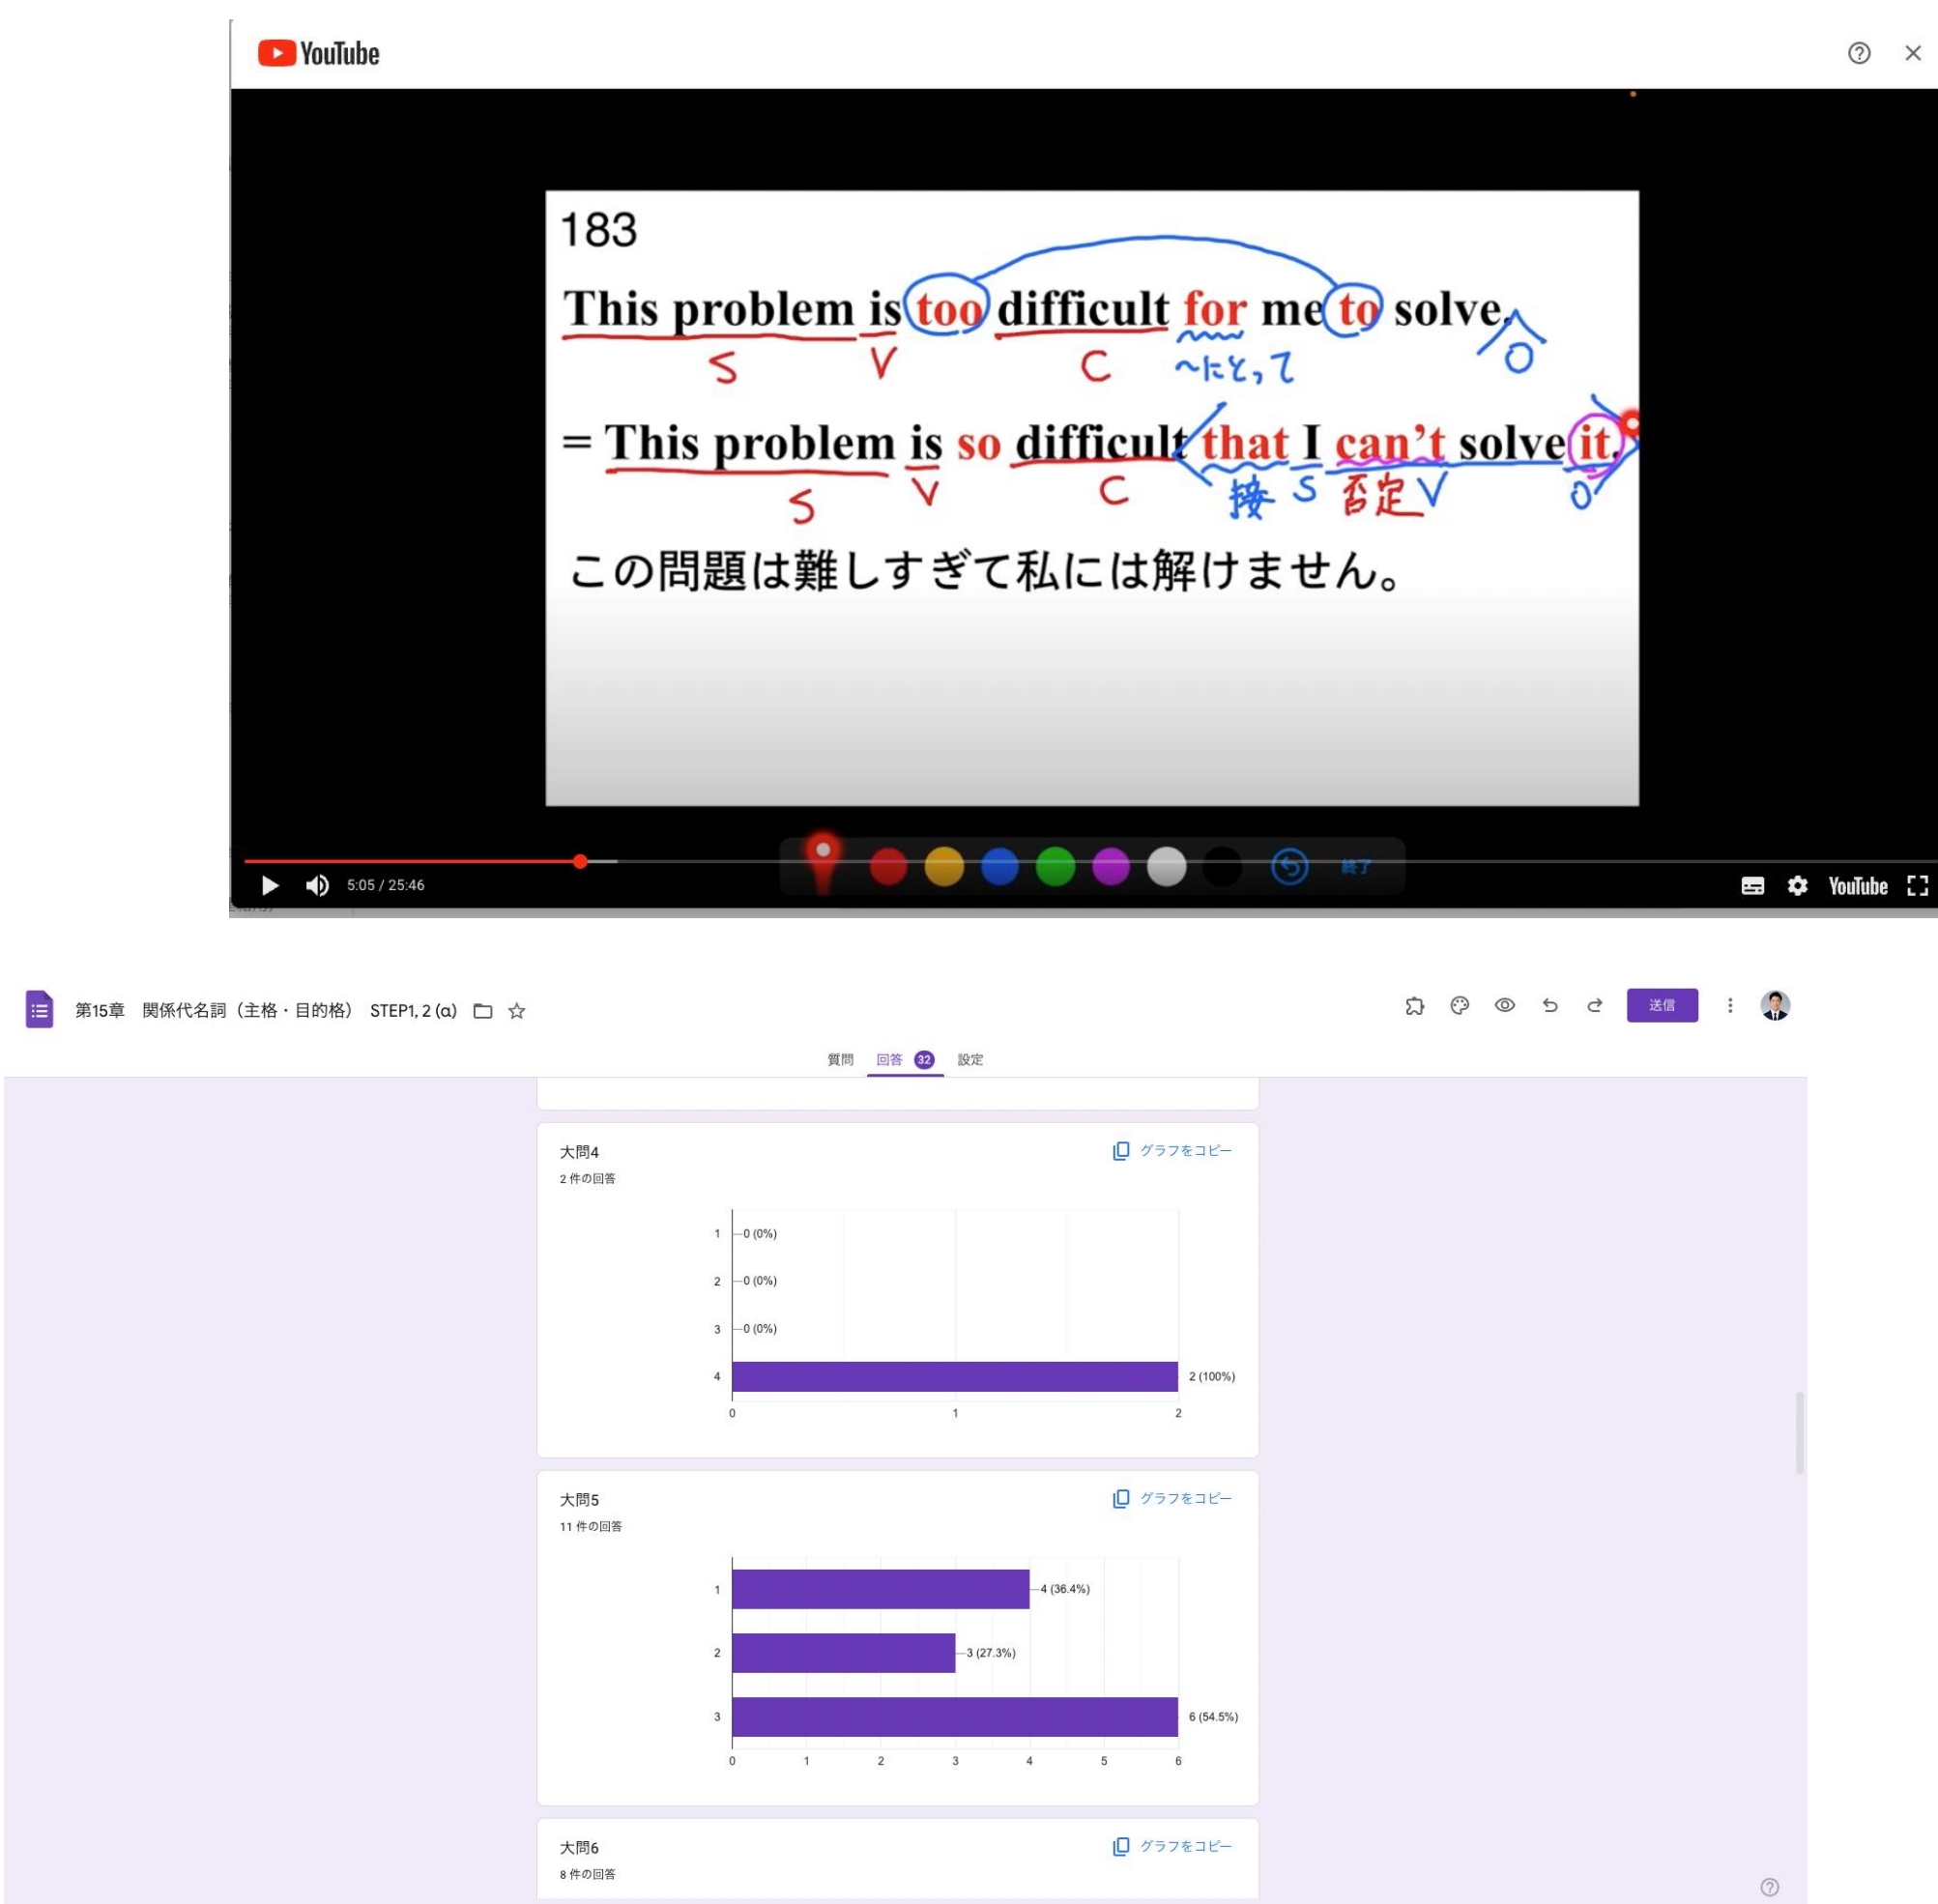 YouTube
183
This problem is too difficult for me to solve.
S V C ～にとって O
= This problem is so difficult that I can't solve it.
S V C 接 S 否定 V O
この問題は難しすぎて私には解けません。
終了
5:05 / 25:46
YouTube
第15章 関係代名詞（主格・目的格） STEP1, 2 (α)
送信
質問 回答 32 設定
大問4
グラフをコピー
2 件の回答
1 0 (0%)
2 0 (0%)
3 0 (0%)
4 2 (100%)
0 1 2
大問5
グラフをコピー
11 件の回答
1 4 (36.4%)
2 3 (27.3%)
3 6 (54.5%)
0 1 2 3 4 5 6
大問6
グラフをコピー
8 件の回答